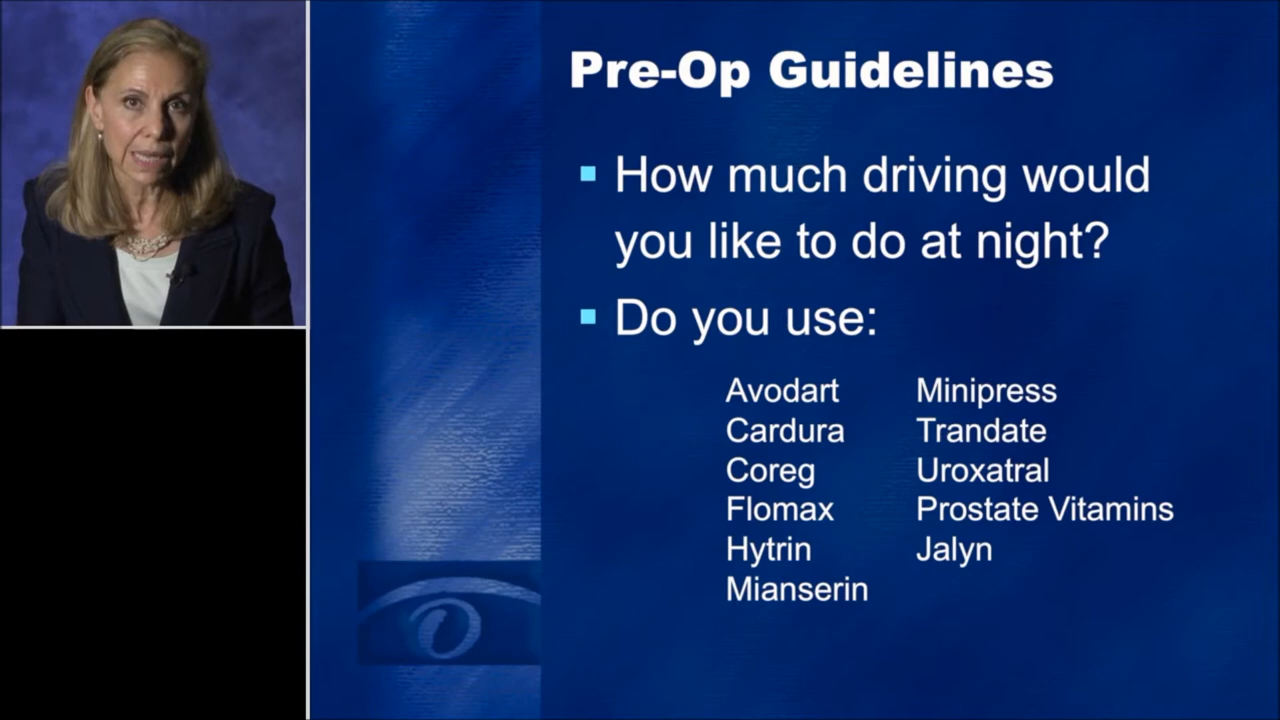 Pre-Op Guidelines
How much driving would
you like to do at night?
Do you use:
Avodart Minipress
Cardura Trandate
Coreg Uroxatral
Flomax Prostate Vitamins
Hytrin Jalyn
Mianserin